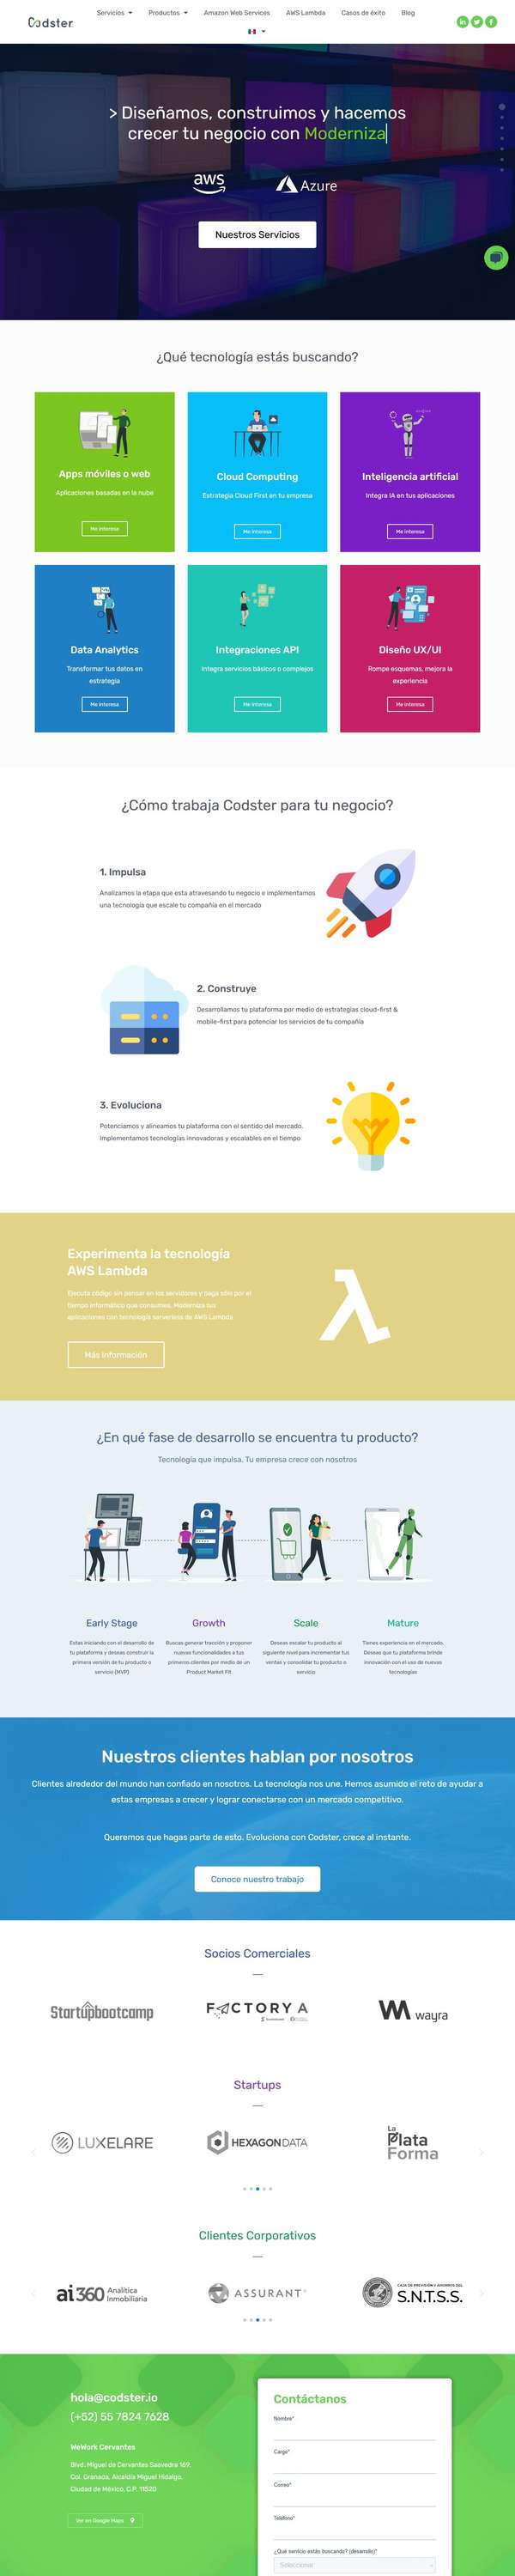 Codster.
Servicios
Productos
Amazon Web Services
AWS Lambda
Casos de éxito
Blog
> Diseñamos, construimos y hacemos
crecer tu negocio con Moderniza
aws
Azure
Nuestros Servicios
¿Qué tecnología estás buscando?
Apps móviles o web
Aplicaciones basadas en la nube
Me interesa
Cloud Computing
Estrategia Cloud First en tu empresa
Me interesa
Inteligencia artificial
Integra IA en tus aplicaciones
Me interesa
Data Analytics
Transformar tus datos en
estrategia
Me interesa
Integraciones API
Integra servicios básicos o complejos
Me interesa
Diseño UX/UI
Rompe esquemas, mejora la
experiencia
Me interesa
¿Cómo trabaja Codster para tu negocio?
1. Impulsa
Analizamos la etapa que esta atravesando tu negocio e implementamos
una tecnología que escale tu compañía en el mercado
2. Construye
Desarrollamos tu plataforma por medio de estrategias cloud-first &
mobile-first para potenciar los servicios de tu compañía
3. Evoluciona
Potenciamos y alineamos tu plataforma con el sentido del mercado.
Implementamos tecnologías innovadoras y escalables en el tiempo
Experimenta la tecnología
AWS Lambda
Ejecuta código sin pensar en los servidores y paga sólo por el
tiempo informático que consumes. Moderniza tus
aplicaciones con tecnología serverless de AWS Lambda
Más Información
¿En qué fase de desarrollo se encuentra tu producto?
Tecnología que impulsa. Tu empresa crece con nosotros
Early Stage
Estas iniciando con el desarrollo de
tu plataforma y deseas construir la
primera versión de tu producto o
servicio (MVP)
Growth
Buscas generar tracción y proponer
nuevas funcionalidades a tus
primeros clientes por medio de un
Product Market Fit
Scale
Deseas escalar tu producto al
siguiente nivel para incrementar tus
ventas y consolidar tu producto o
servicio
Mature
Tienes experiencia en el mercado.
Deseas que tu plataforma brinde
innovación con el uso de nuevas
tecnologías
Nuestros clientes hablan por nosotros
Clientes alrededor del mundo han confiado en nosotros. La tecnología nos une. Hemos asumido el reto de ayudar a
estas empresas a crecer y lograr conectarse con un mercado competitivo.
Queremos que hagas parte de esto. Evoluciona con Codster, crece al instante.
Conoce nuestro trabajo
Socios Comerciales
Startupbootcamp
FACTORY A
wayra
Startups
LUXELARE
HEXAGON DATA
La
Plata
Forma
Clientes Corporativos
ai360 Analítica
Inmobiliaria
ASSURANT
CAJA DE PREVISIÓN Y AHORROS DEL
S.N.T.S.S.
hola@codster.io
(+52) 55 7824 7628
WeWork Cervantes
Blvd. Miguel de Cervantes Saavedra 169,
Col. Granada, Alcaldía Miguel Hidalgo,
Ciudad de México, C.P. 11520
Ver en Google Maps
Contáctanos
Nombre*
Cargo*
Correo*
Teléfono*
¿Qué servicio estás buscando? (desarrollo)*
Seleccionar